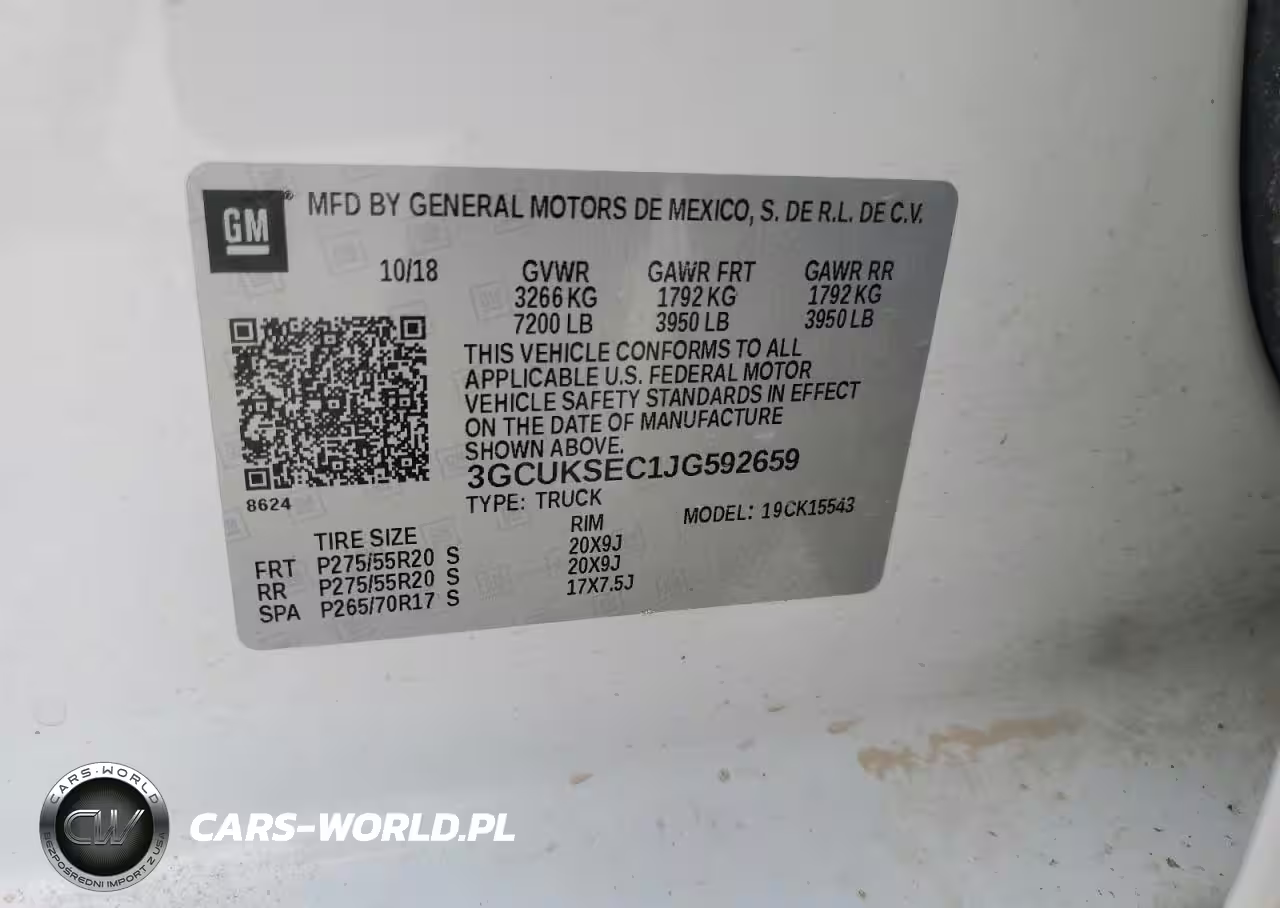 GM® MFD BY GENERAL MOTORS DE MEXICO, S. DE R.L. DE C.V.
10/18 GVWR GAWR FRT GAWR RR
3266 KG 1792 KG 1792 KG
7200 LB 3950 LB 3950 LB
THIS VEHICLE CONFORMS TO ALL
APPLICABLE U.S. FEDERAL MOTOR
VEHICLE SAFETY STANDARDS IN EFFECT
ON THE DATE OF MANUFACTURE
SHOWN ABOVE.
3GCUKSEC1JG592659
8624
TYPE: TRUCK MODEL: 19CK15543
TIRE SIZE RIM
FRT P275/55R20 S 20X9J
RR P275/55R20 S 20X9J
SPA P265/70R17 S 17X7.5J
CARS-WORLD
CW
BEZPOŚREDNI IMPORT Z USA
CARS-WORLD.PL